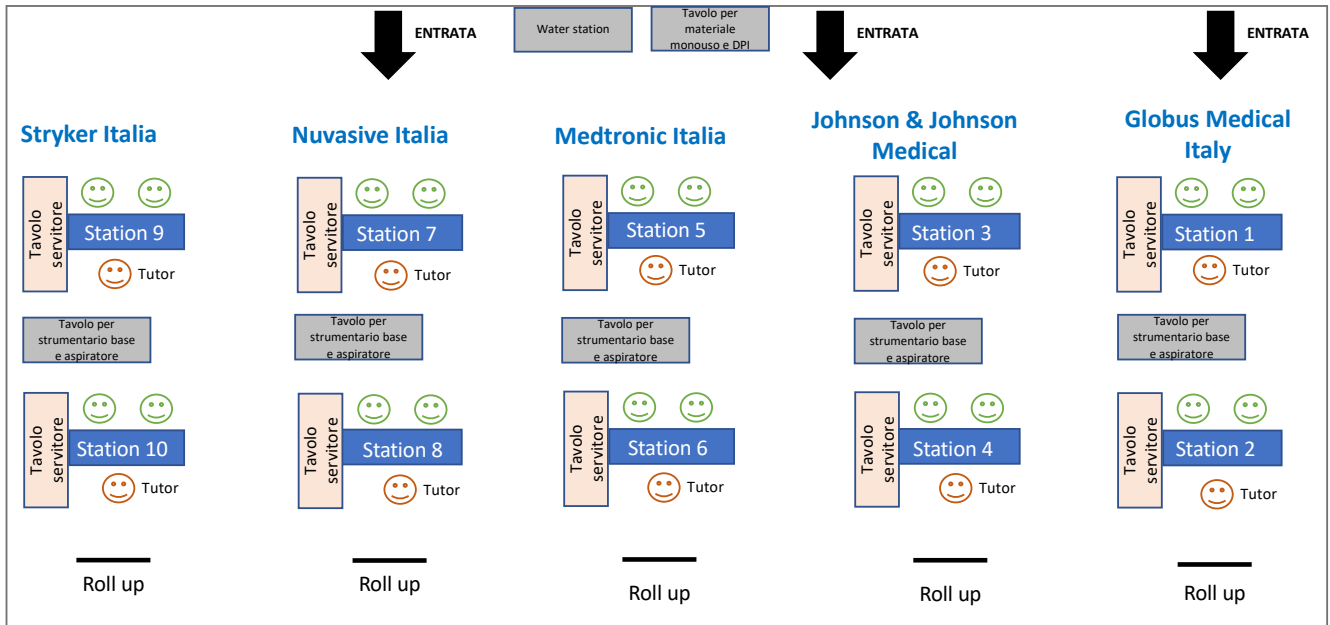 ENTRATA
Water station
Tavolo per
materiale
monouso e DPI
ENTRATA
ENTRATA
Stryker Italia
Nuvasive Italia
Medtronic Italia
Johnson & Johnson
Medical
Globus Medical
Italy
Tavolo
servitore
Station 9
Tutor
Tavolo
servitore
Station 7
Tutor
Tavolo
servitore
Station 5
Tutor
Tavolo
servitore
Station 3
Tutor
Tavolo
servitore
Station 1
Tutor
Tavolo per
strumentario base
e aspiratore
Tavolo per
strumentario base
e aspiratore
Tavolo per
strumentario base
e aspiratore
Tavolo per
strumentario base
e aspiratore
Tavolo per
strumentario base
e aspiratore
Tavolo
servitore
Station 10
Tutor
Tavolo
servitore
Station 8
Tutor
Tavolo
servitore
Station 6
Tutor
Tavolo
servitore
Station 4
Tutor
Tavolo
servitore
Station 2
Tutor
Roll up
Roll up
Roll up
Roll up
Roll up